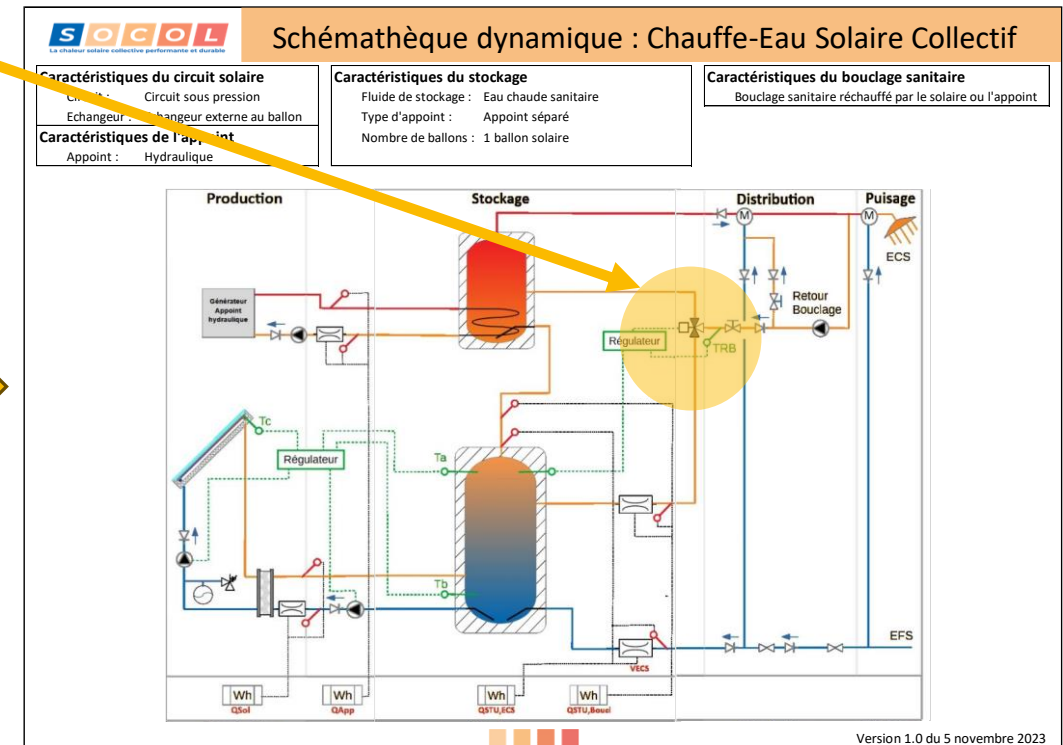 SOCOL
La chaleur solaire collective performante et durable
Schémathèque dynamique : Chauffe-Eau Solaire Collectif
Caractéristiques du circuit solaire
Circuit : Circuit sous pression
Echangeur : Echangeur externe au ballon
Caractéristiques de l'appoint
Appoint : Hydraulique
Caractéristiques du stockage
Fluide de stockage : Eau chaude sanitaire
Type d'appoint : Appoint séparé
Nombre de ballons : 1 ballon solaire
Caractéristiques du bouclage sanitaire
Bouclage sanitaire réchauffé par le solaire ou l'appoint
Production
Stockage
Distribution
Puisage
M
M
ECS
Générateur
Appoint
hydraulique
Retour
Bouclage
Régulateur
TRB
Tc
Régulateur
Ta
Tb
EFS
VECS
Wh
Wh
Wh
Wh
QSol
QApp
QSTU,ECS
QSTU,Boucl
Version 1.0 du 5 novembre 2023